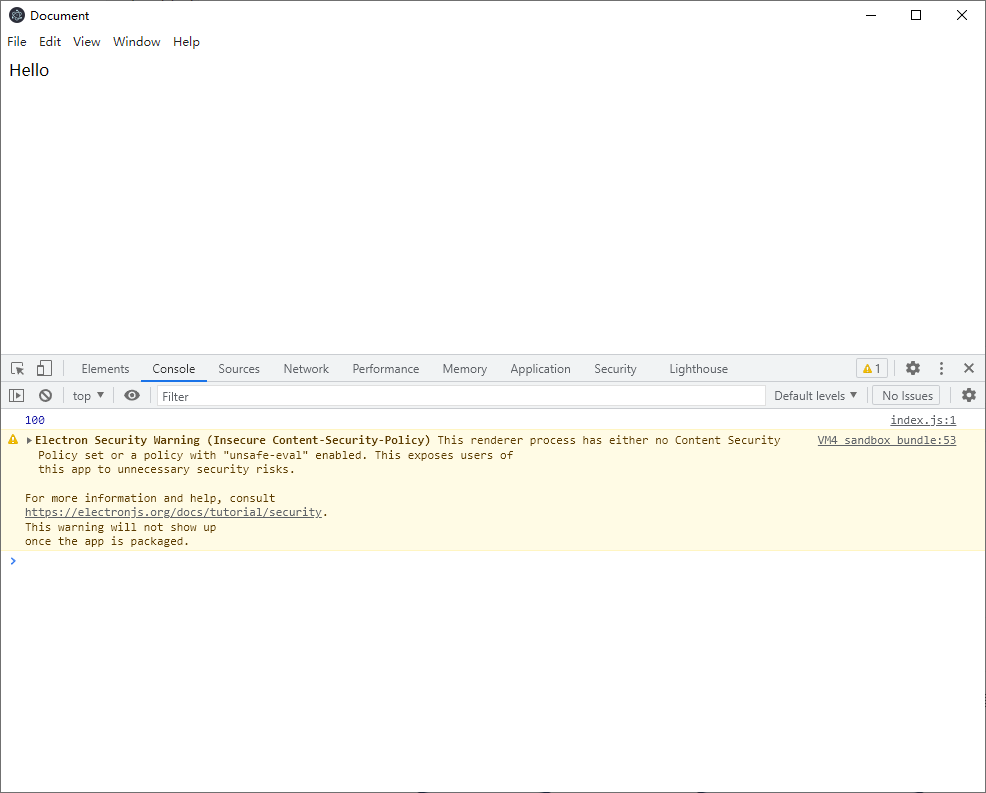 Document
File Edit View Window Help
Hello
Elements Console Sources Network Performance Memory Application Security Lighthouse 1
top Filter Default levels No Issues
100 index.js:1
Electron Security Warning (Insecure Content-Security-Policy) This renderer process has either no Content Security VM4 sandbox_bundle:53
Policy set or a policy with "unsafe-eval" enabled. This exposes users of
this app to unnecessary security risks.
For more information and help, consult
https://electronjs.org/docs/tutorial/security.
This warning will not show up
once the app is packaged.